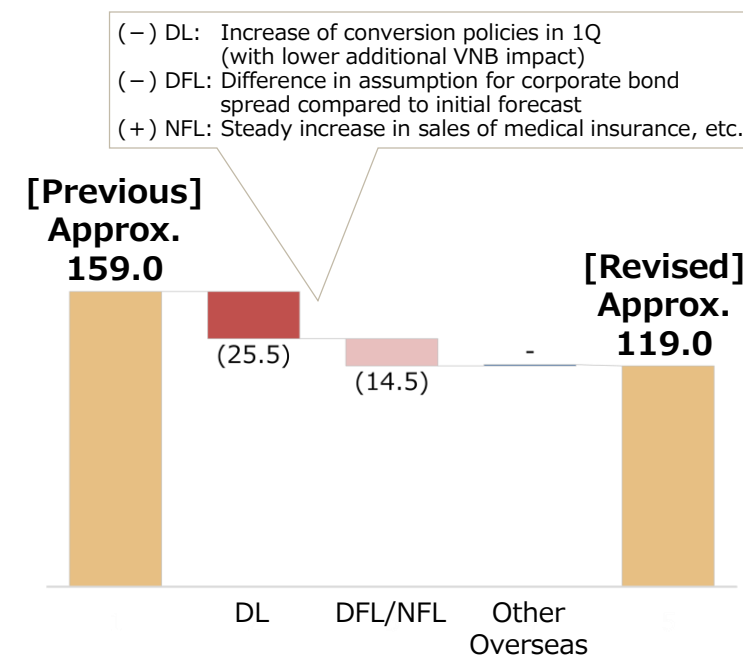 (−) DL: Increase of conversion policies in 1Q
(with lower additional VNB impact)
(−) DFL: Difference in assumption for corporate bond
spread compared to initial forecast
(+) NFL: Steady increase in sales of medical insurance, etc.
[Previous]
Approx.
159.0
[Revised]
Approx.
119.0
(25.5)
(14.5)
-
DL
DFL/NFL
Other
Overseas